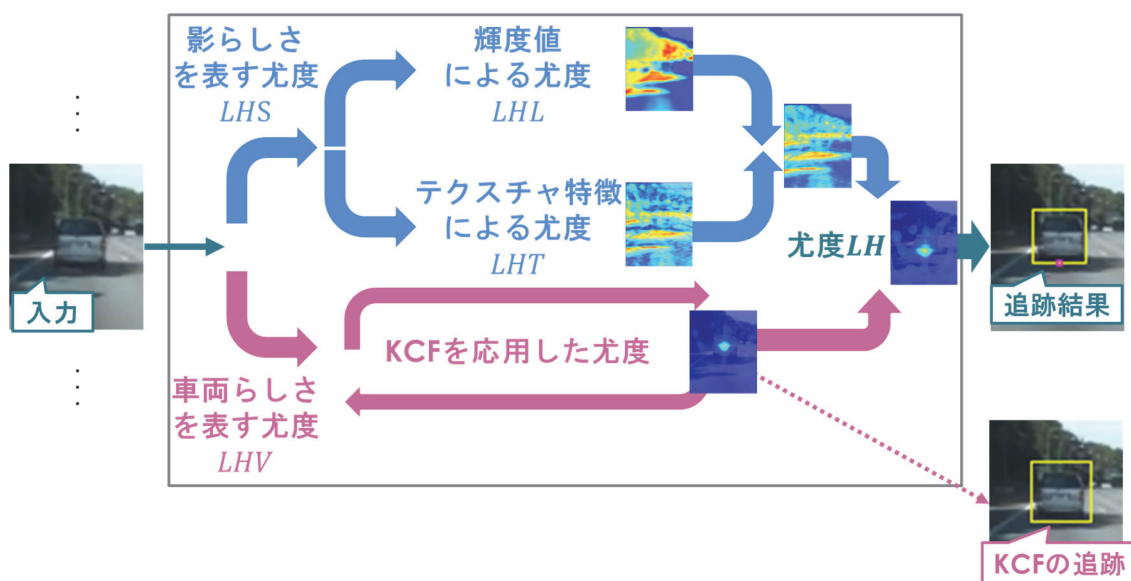 影らしさ
を表す尤度
LHS
輝度値
による尤度
LHL
テクスチャ特徴
による尤度
LHT
入力
尤度LH
追跡結果
KCFを応用した尤度
車両らしさ
を表す尤度
LHV
KCFの追跡